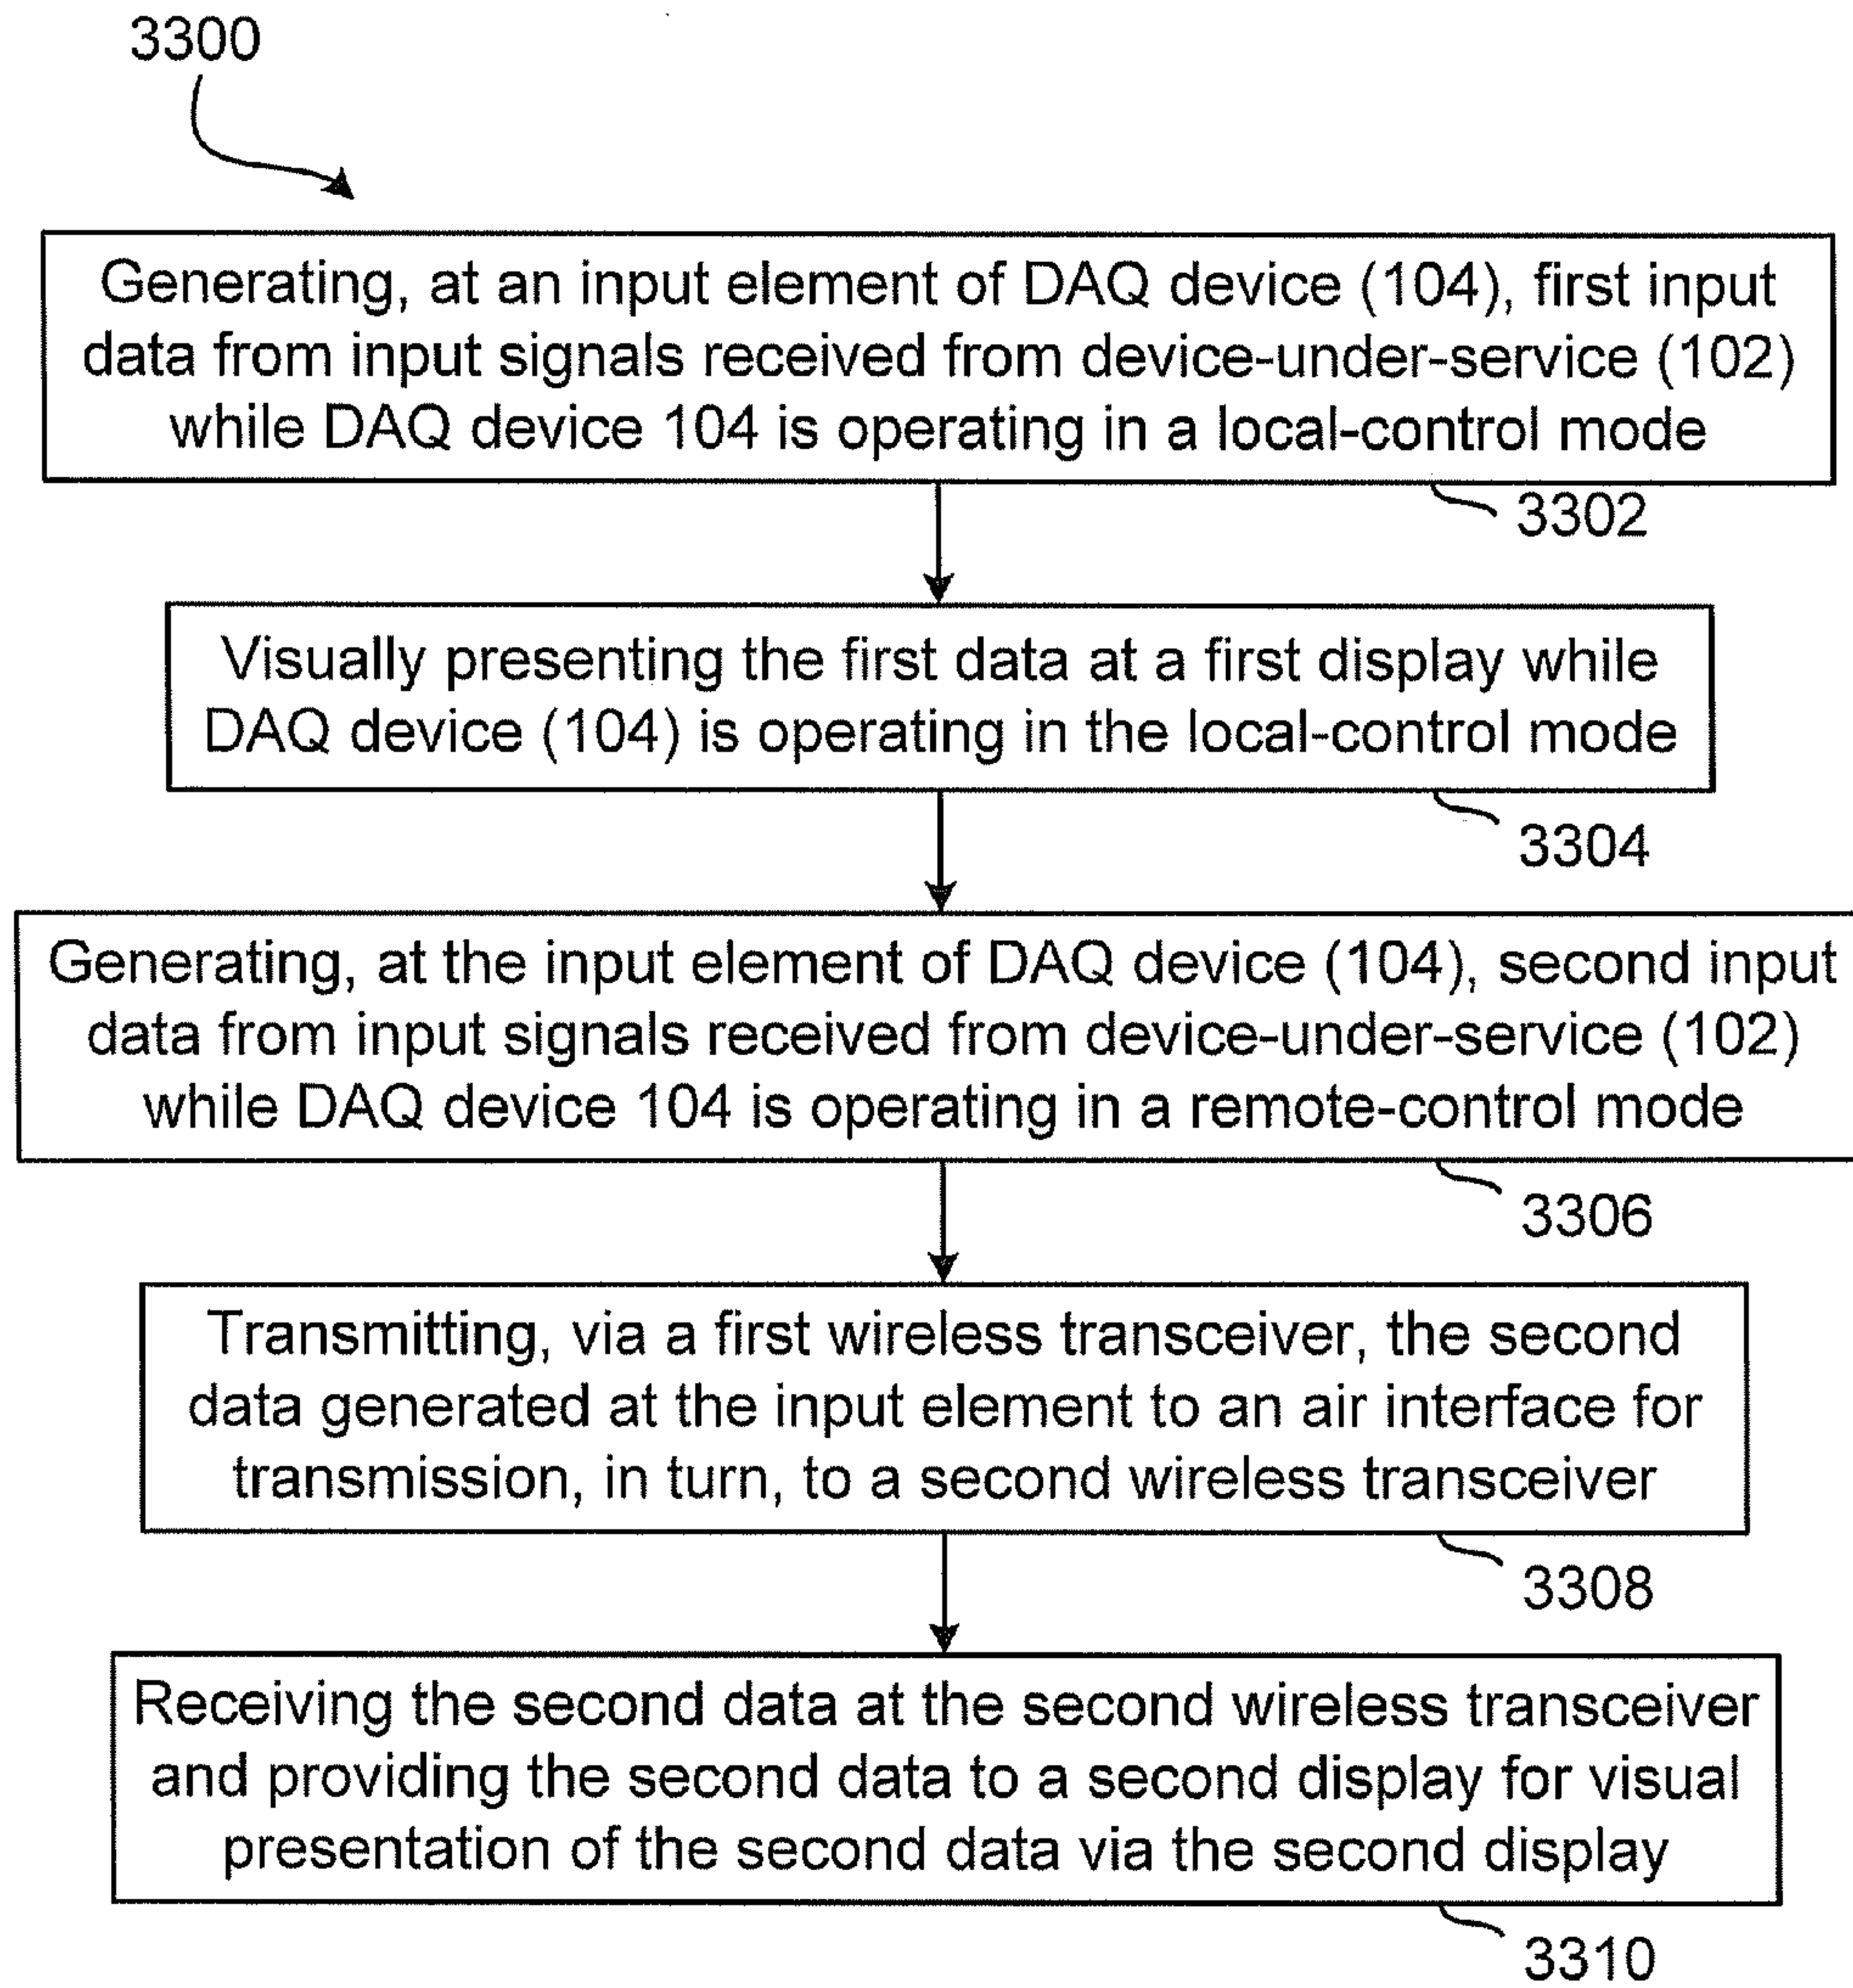 3300
Generating, at an input element of DAQ device (104), first input
data from input signals received from device-under-service (102)
while DAQ device 104 is operating in a local-control mode
3302
Visually presenting the first data at a first display while
DAQ device (104) is operating in the local-control mode
3304
Generating, at the input element of DAQ device (104), second input
data from input signals received from device-under-service (102)
while DAQ device 104 is operating in a remote-control mode
3306
Transmitting, via a first wireless transceiver, the second
data generated at the input element to an air interface for
transmission, in turn, to a second wireless transceiver
3308
Receiving the second data at the second wireless transceiver
and providing the second data to a second display for visual
presentation of the second data via the second display
3310